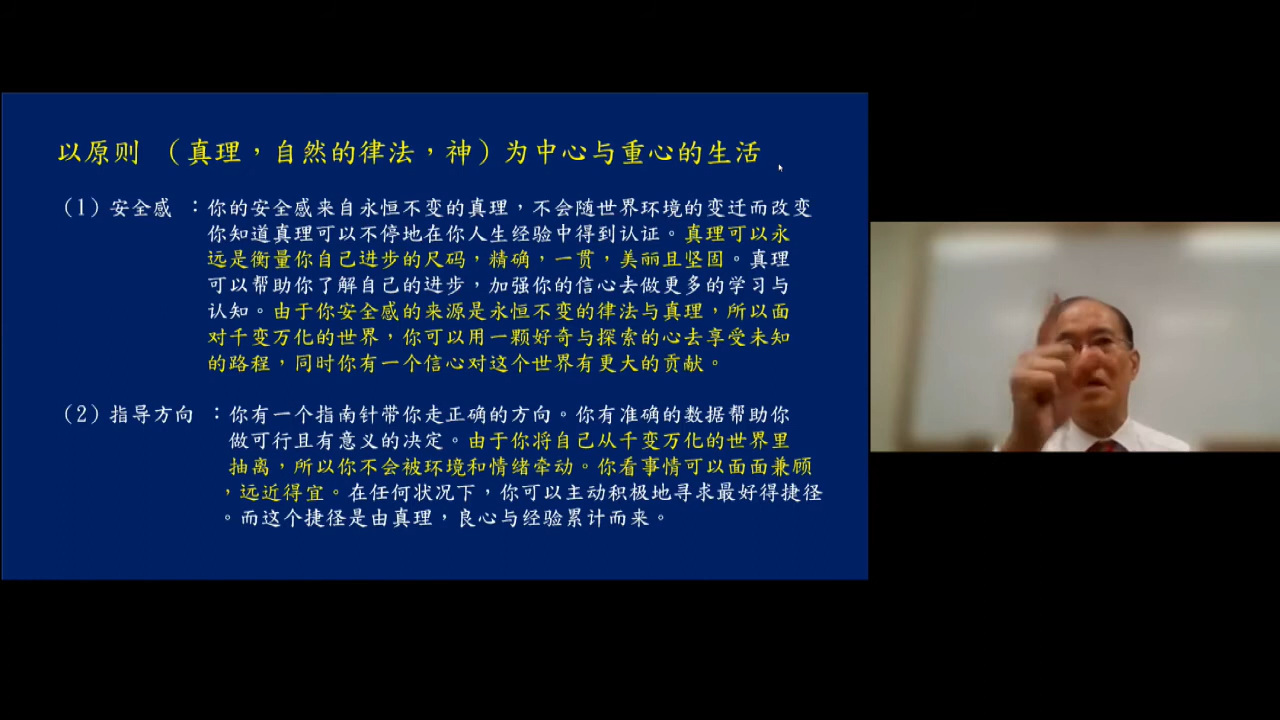 以原则 （真理，自然的律法，神）为中心与重心的生活
（1）安全感 ：你的安全感来自永恒不变的真理，不会随世界环境的变迁而改变
你知道真理可以不停地在你人生经验中得到认证。真理可以永
远是衡量你自己进步的尺码，精确，一贯，美丽且坚固。真理
可以帮助你了解自己的进步，加强你的信心去做更多的学习与
认知。由于你安全感的来源是永恒不变的律法与真理，所以面
对千变万化的世界，你可以用一颗好奇与探索的心去享受未知
的路程，同时你有一个信心对这个世界有更大的贡献。
（2）指导方向 ：你有一个指南针带你走正确的方向。你有准确的数据帮助你
做可行且有意义的决定。由于你将自己从千变万化的世界里
抽离，所以你不会被环境和情绪牵动。你看事情可以面面兼顾
，远近得宜。在任何状况下，你可以主动积极地寻求最好得捷径
。而这个捷径是由真理，良心与经验累计而来。